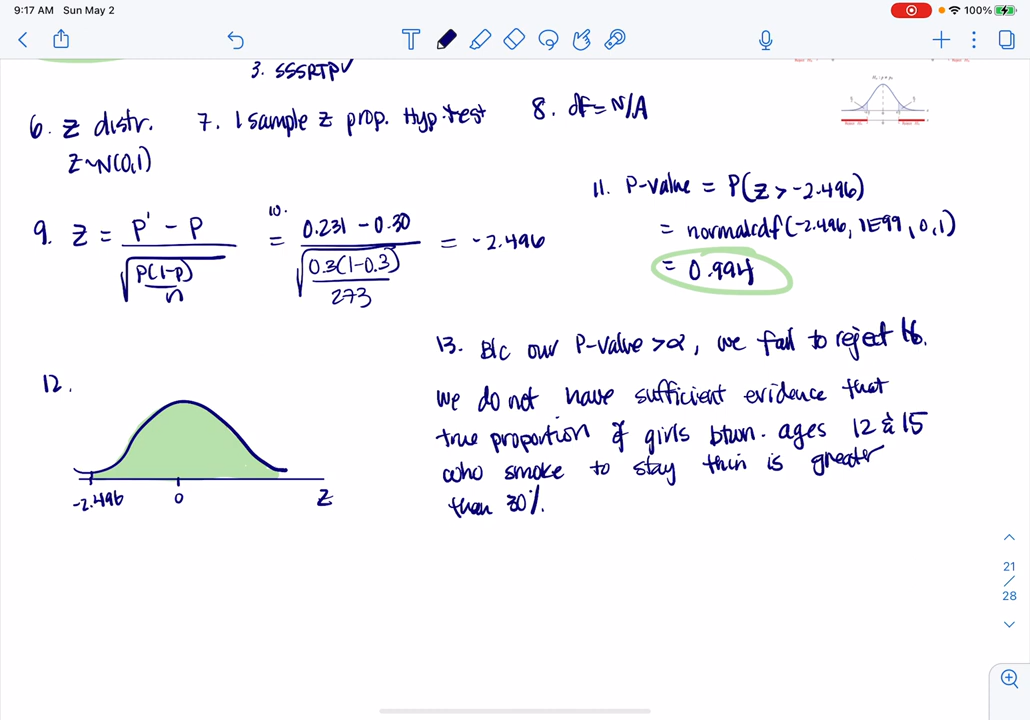 9:17 AM Sun May 2
100%
3. SSSRTPV
6. Z distr.
Z~N(0,1)
7. 1 sample z prop. Hyp. test
8. df = N/A
9. Z = P' - P / √(P(1-p)/n)
10.
= 0.231 - 0.30 / √(0.3(1-0.3)/273) = -2.496
11. P-value = P(Z > -2.496)
= normalcdf(-2.496, 1E99, 0, 1)
= 0.994
12.
-2.496 0 Z
13. B/c our P-value > α, we fail to reject H₀.
we do not have sufficient evidence that
true proportion of girls btwn. ages 12 & 15
who smoke to stay thin is greater
than 30%.
21
/
28